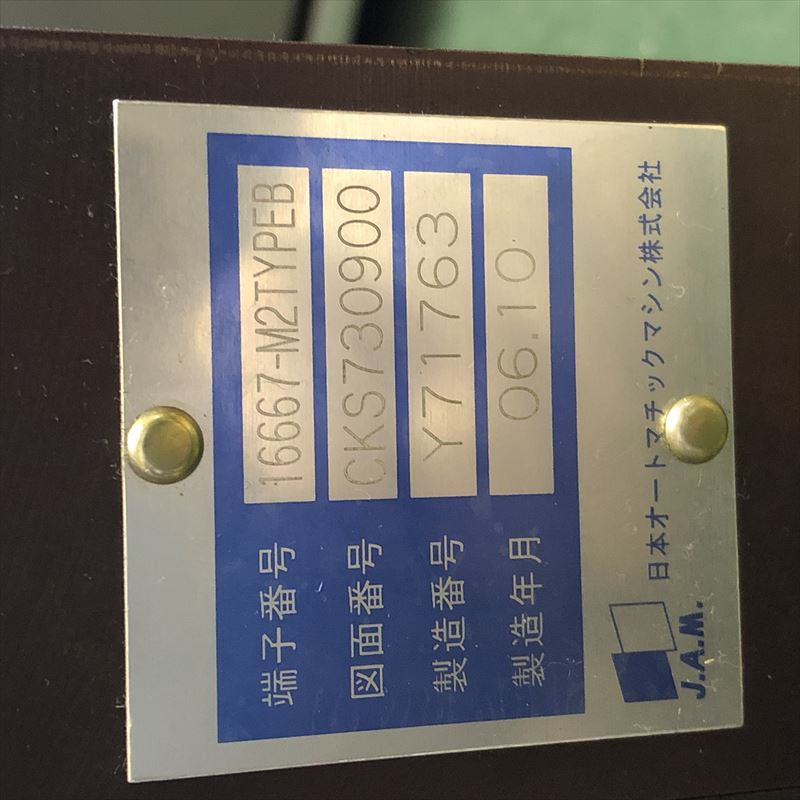 端子番号 16667-M2TYPEB
図面番号 CKS730900
製造番号 Y71763
製造年月 06.10
J.A.M. 日本オートマチックマシン株式会社